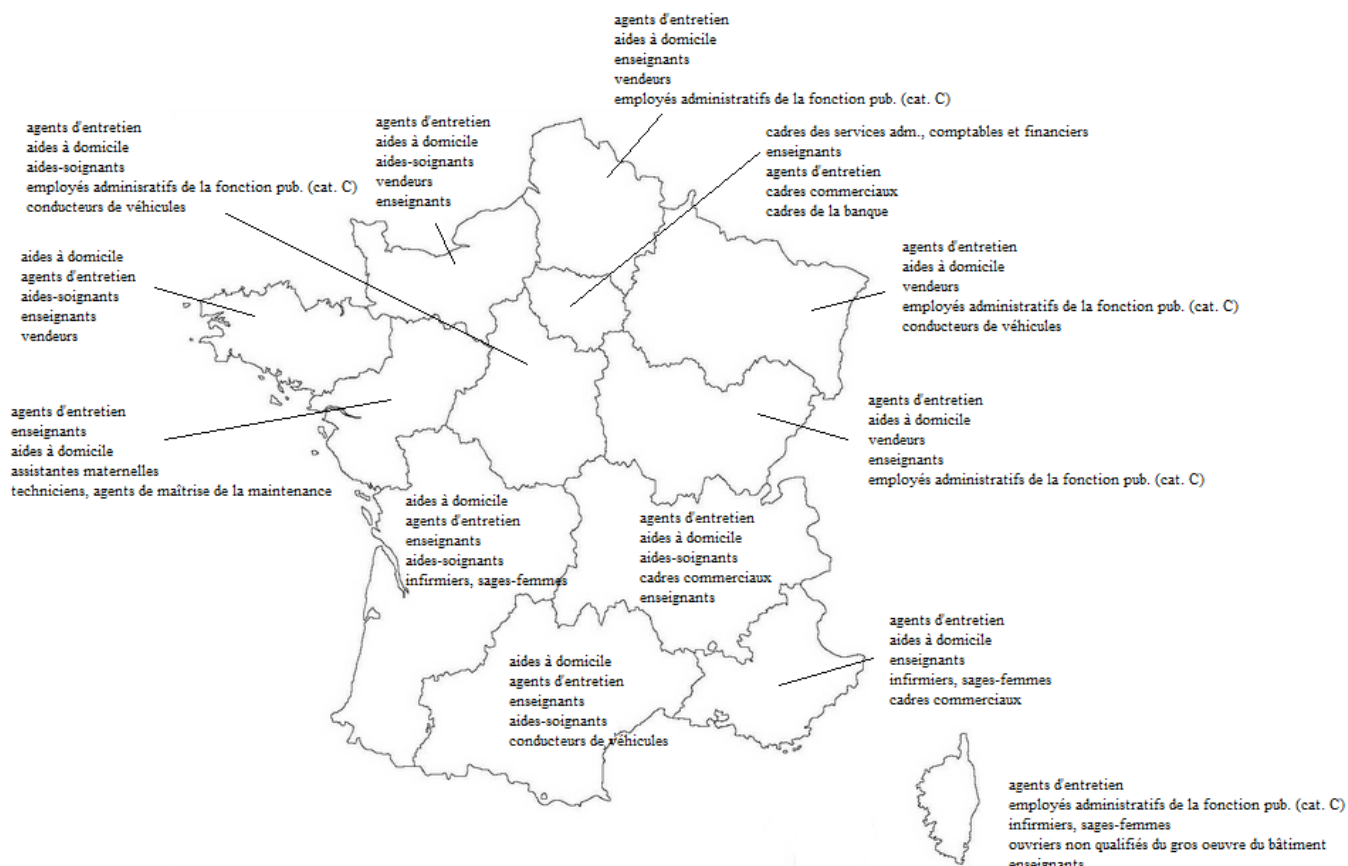 agents d'entretien
aides à domicile
enseignants
vendeurs
employés administratifs de la fonction pub. (cat. C)
agents d'entretien
aides à domicile
aides-soignants
employés adminisratifs de la fonction pub. (cat. C)
conducteurs de véhicules
agents d'entretien
aides à domicile
aides-soignants
vendeurs
enseignants
cadres des services adm., comptables et financiers
enseignants
agents d'entretien
cadres commerciaux
cadres de la banque
aides à domicile
agents d'entretien
aides-soignants
enseignants
vendeurs
agents d'entretien
aides à domicile
vendeurs
employés administratifs de la fonction pub. (cat. C)
conducteurs de véhicules
agents d'entretien
enseignants
aides à domicile
assistantes maternelles
techniciens, agents de maîtrise de la maintenance
agents d'entretien
aides à domicile
vendeurs
enseignants
employés administratifs de la fonction pub. (cat. C)
aides à domicile
agents d'entretien
enseignants
aides-soignants
infirmiers, sages-femmes
agents d'entretien
aides à domicile
aides-soignants
cadres commerciaux
enseignants
agents d'entretien
aides à domicile
enseignants
infirmiers, sages-femmes
cadres commerciaux
aides à domicile
agents d'entretien
enseignants
aides-soignants
conducteurs de véhicules
agents d'entretien
employés administratifs de la fonction pub. (cat. C)
infirmiers, sages-femmes
ouvriers non qualifiés du gros oeuvre du bâtiment
enseignants